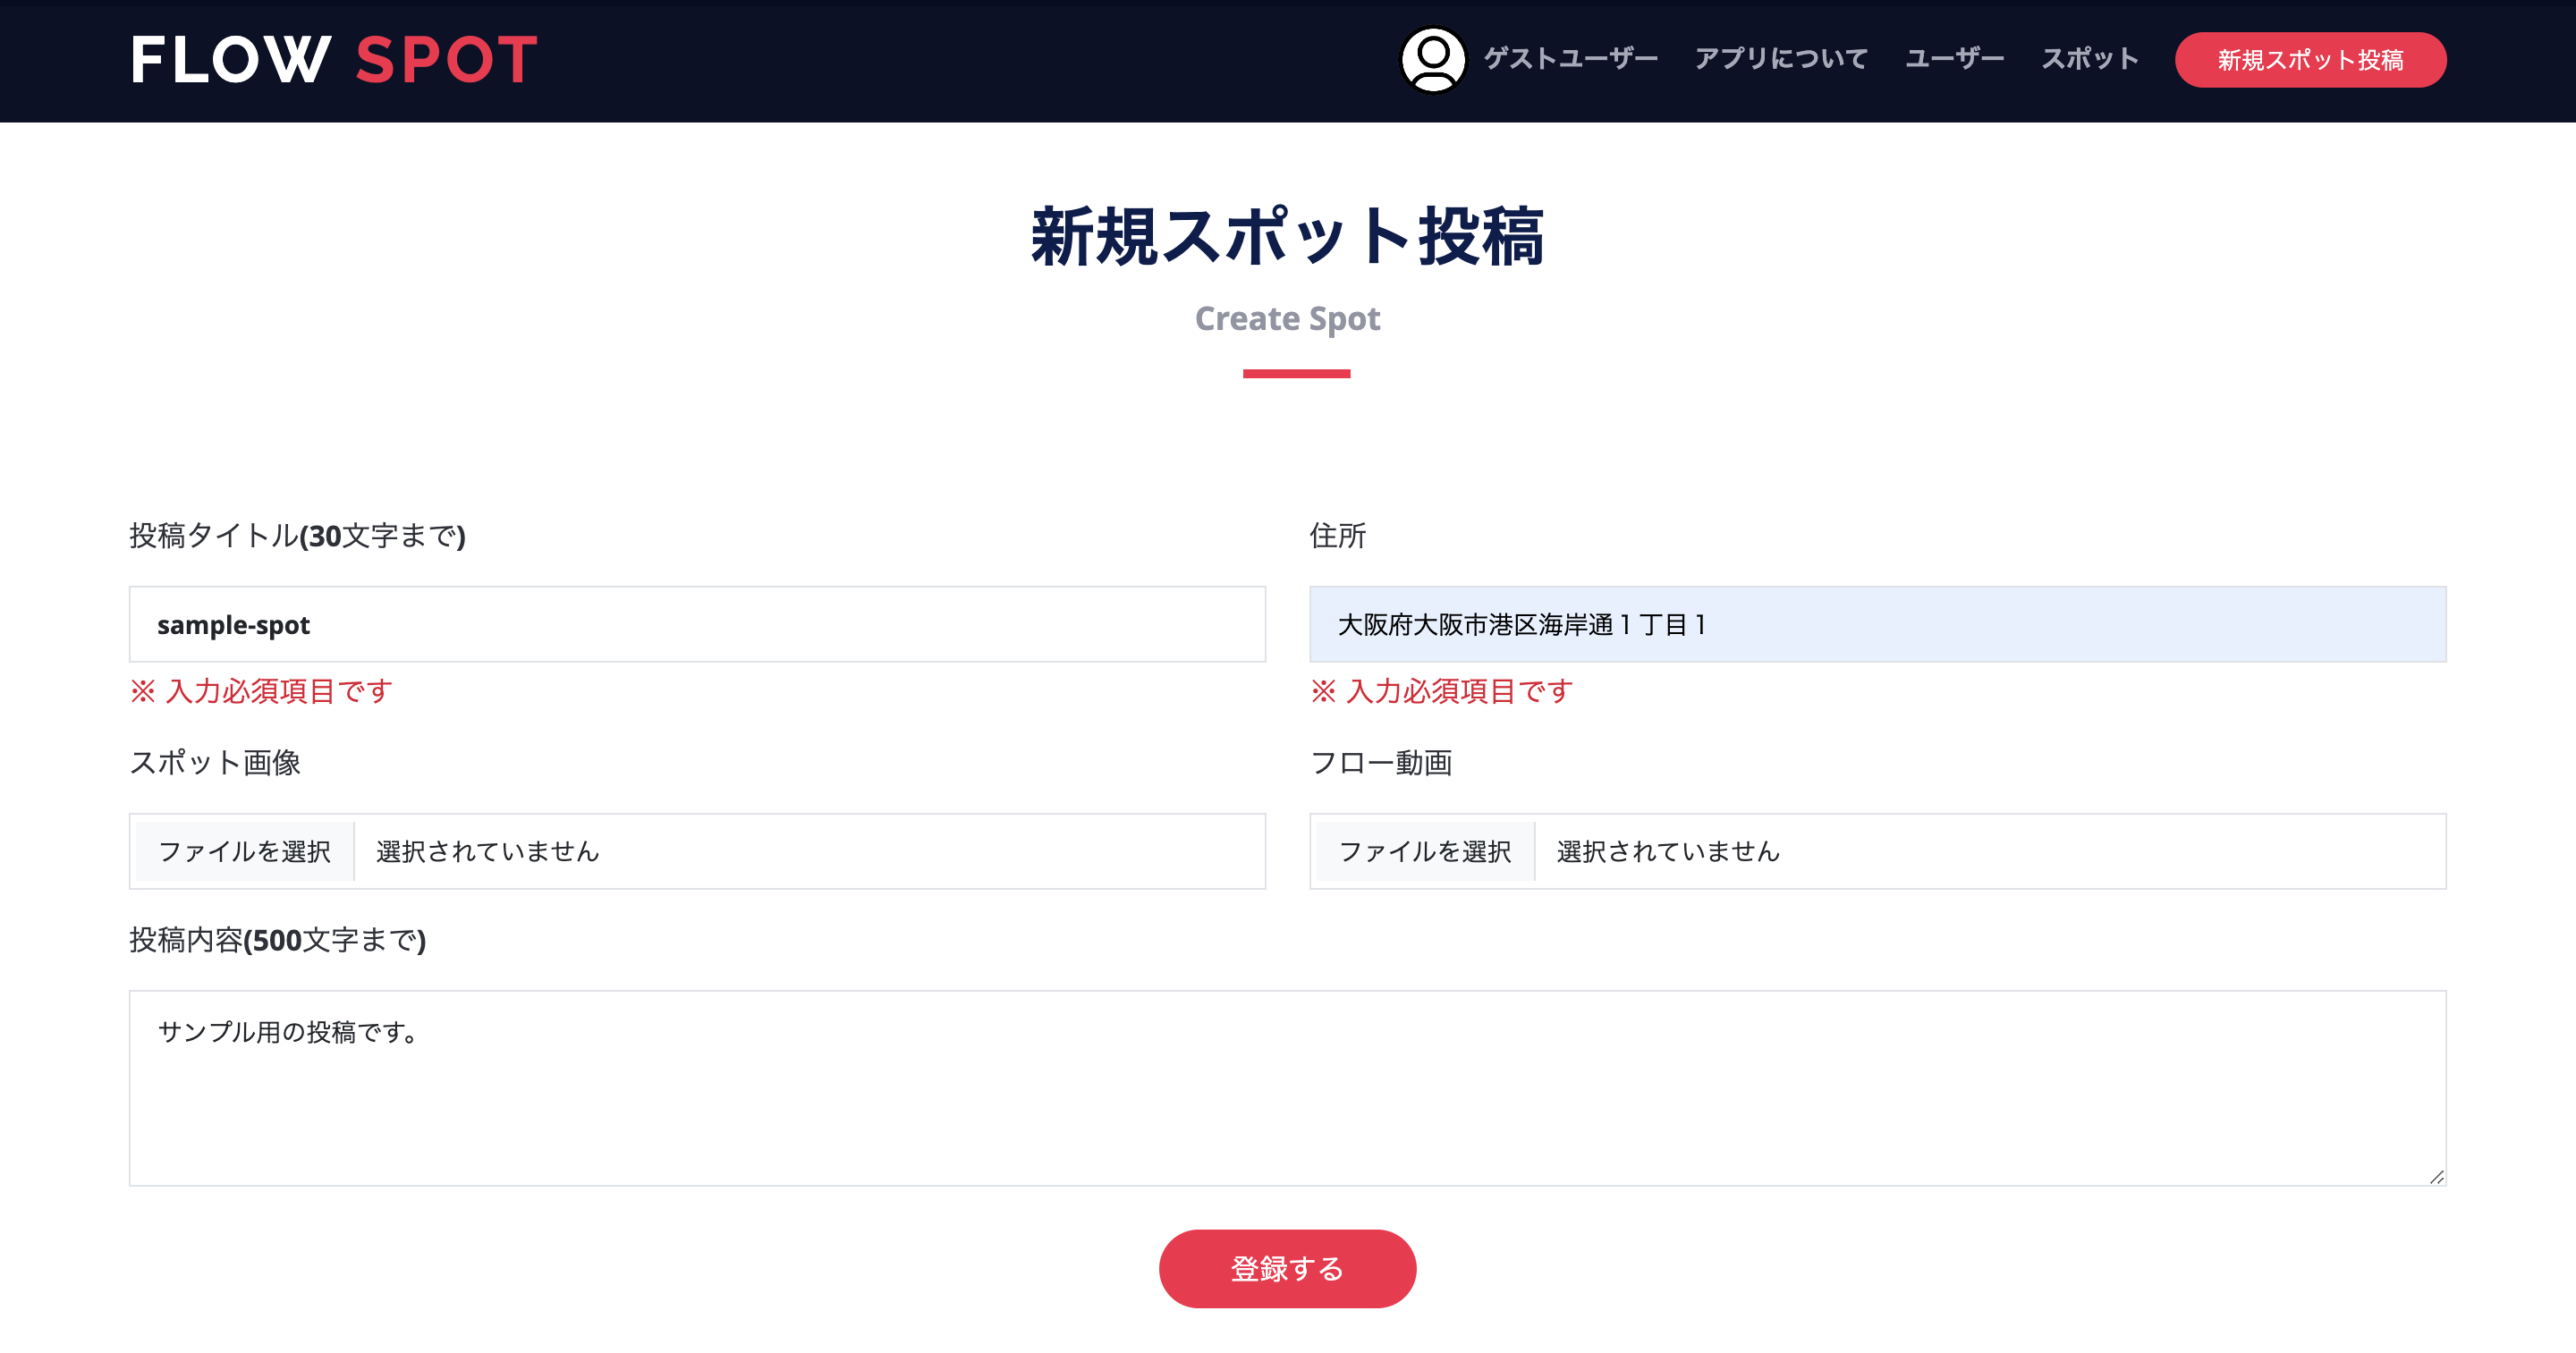 FLOW SPOT
ゲストユーザー アプリについて ユーザー スポット 新規スポット投稿
新規スポット投稿
Create Spot
投稿タイトル(30文字まで)
sample-spot
※ 入力必須項目です
住所
大阪府大阪市港区海岸通１丁目１
※ 入力必須項目です
スポット画像
ファイルを選択 選択されていません
フロー動画
ファイルを選択 選択されていません
投稿内容(500文字まで)
サンプル用の投稿です。
登録する